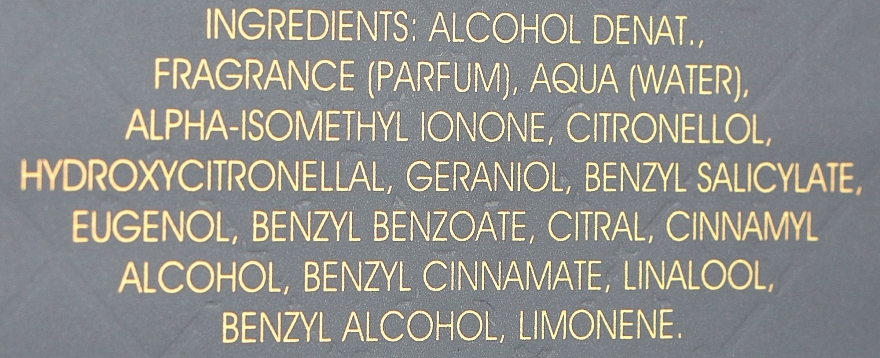 INGREDIENTS: ALCOHOL DENAT.,
FRAGRANCE (PARFUM), AQUA (WATER),
ALPHA-ISOMETHYL IONONE, CITRONELLOL,
HYDROXYCITRONELLAL, GERANIOL, BENZYL SALICYLATE,
EUGENOL, BENZYL BENZOATE, CITRAL, CINNAMYL
ALCOHOL, BENZYL CINNAMATE, LINALOOL,
BENZYL ALCOHOL, LIMONENE.